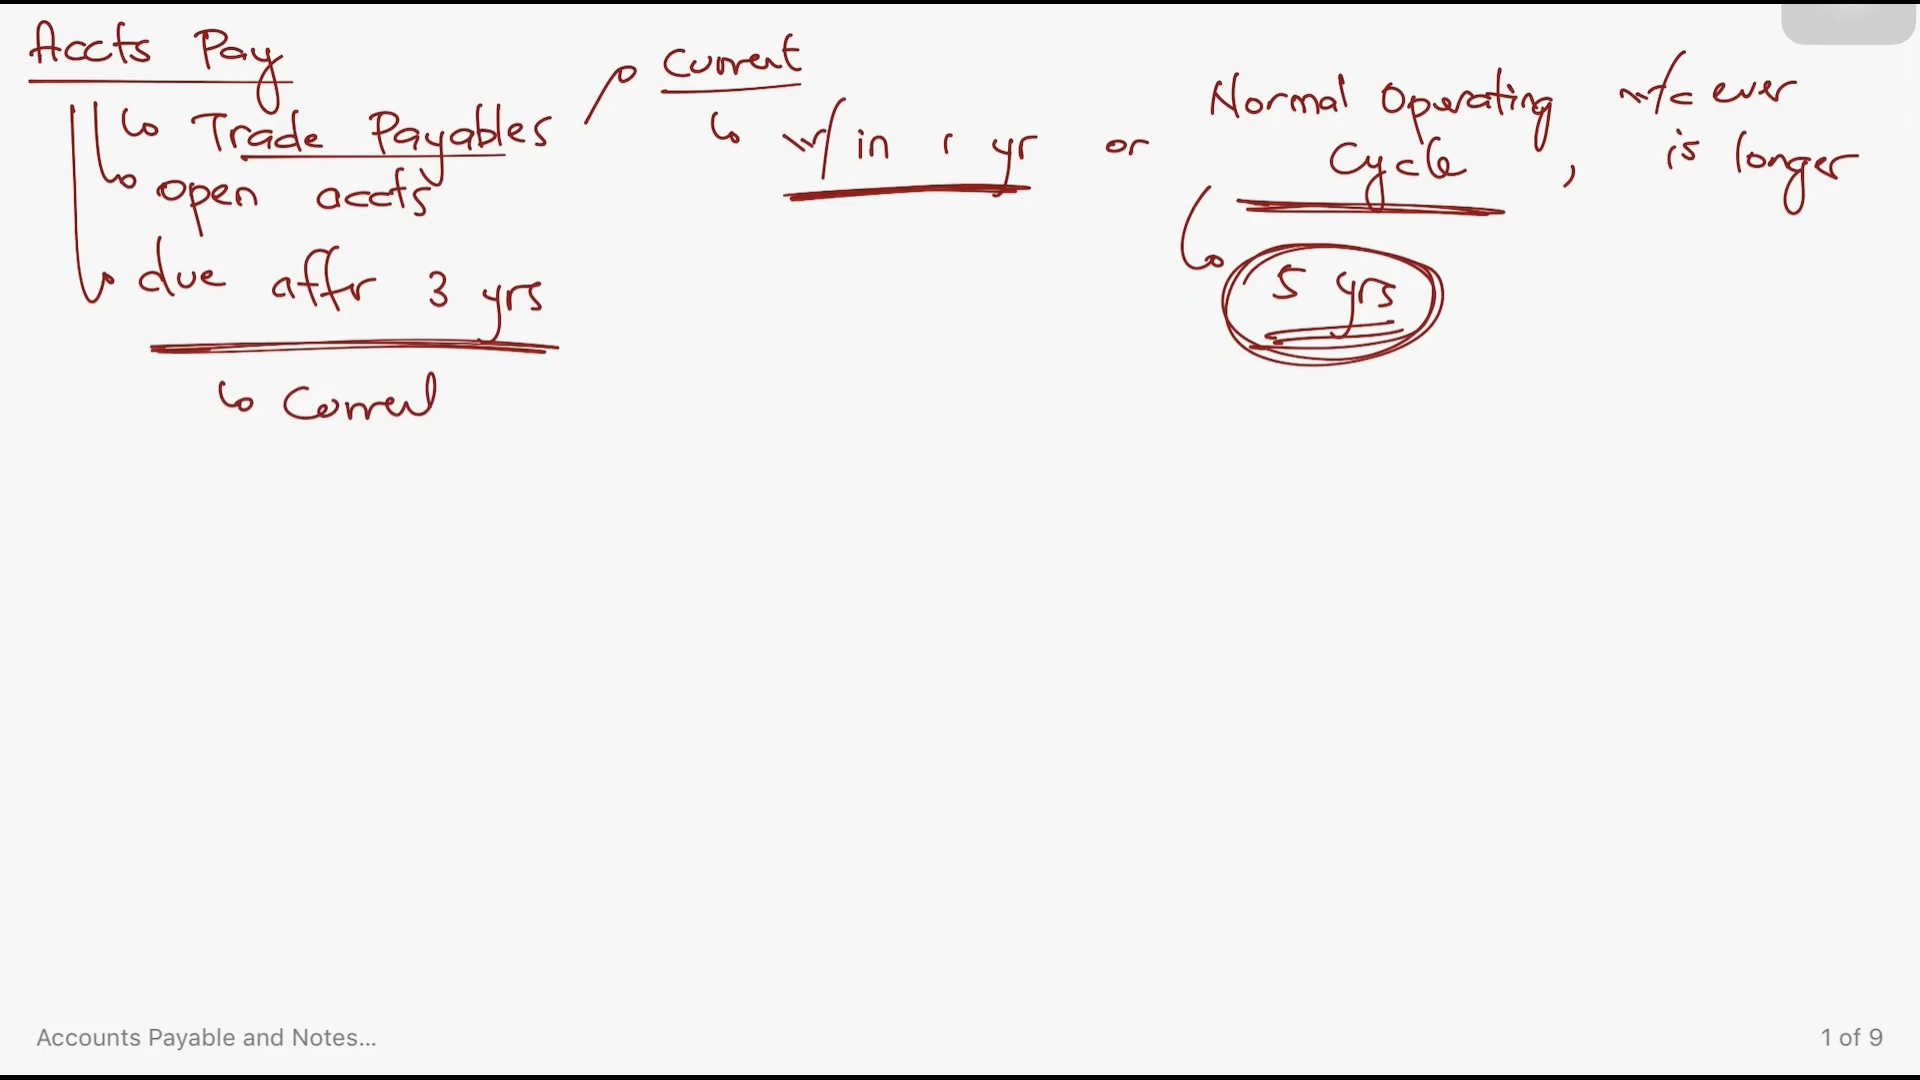 Accts Pay
Trade Payables
open accts
due aftr 3 yrs
Current
Current
w/in 1 yr or
Normal Operating
Cycle,
w/c ever
is longer
5 yrs
Accounts Payable and Notes...
1 of 9